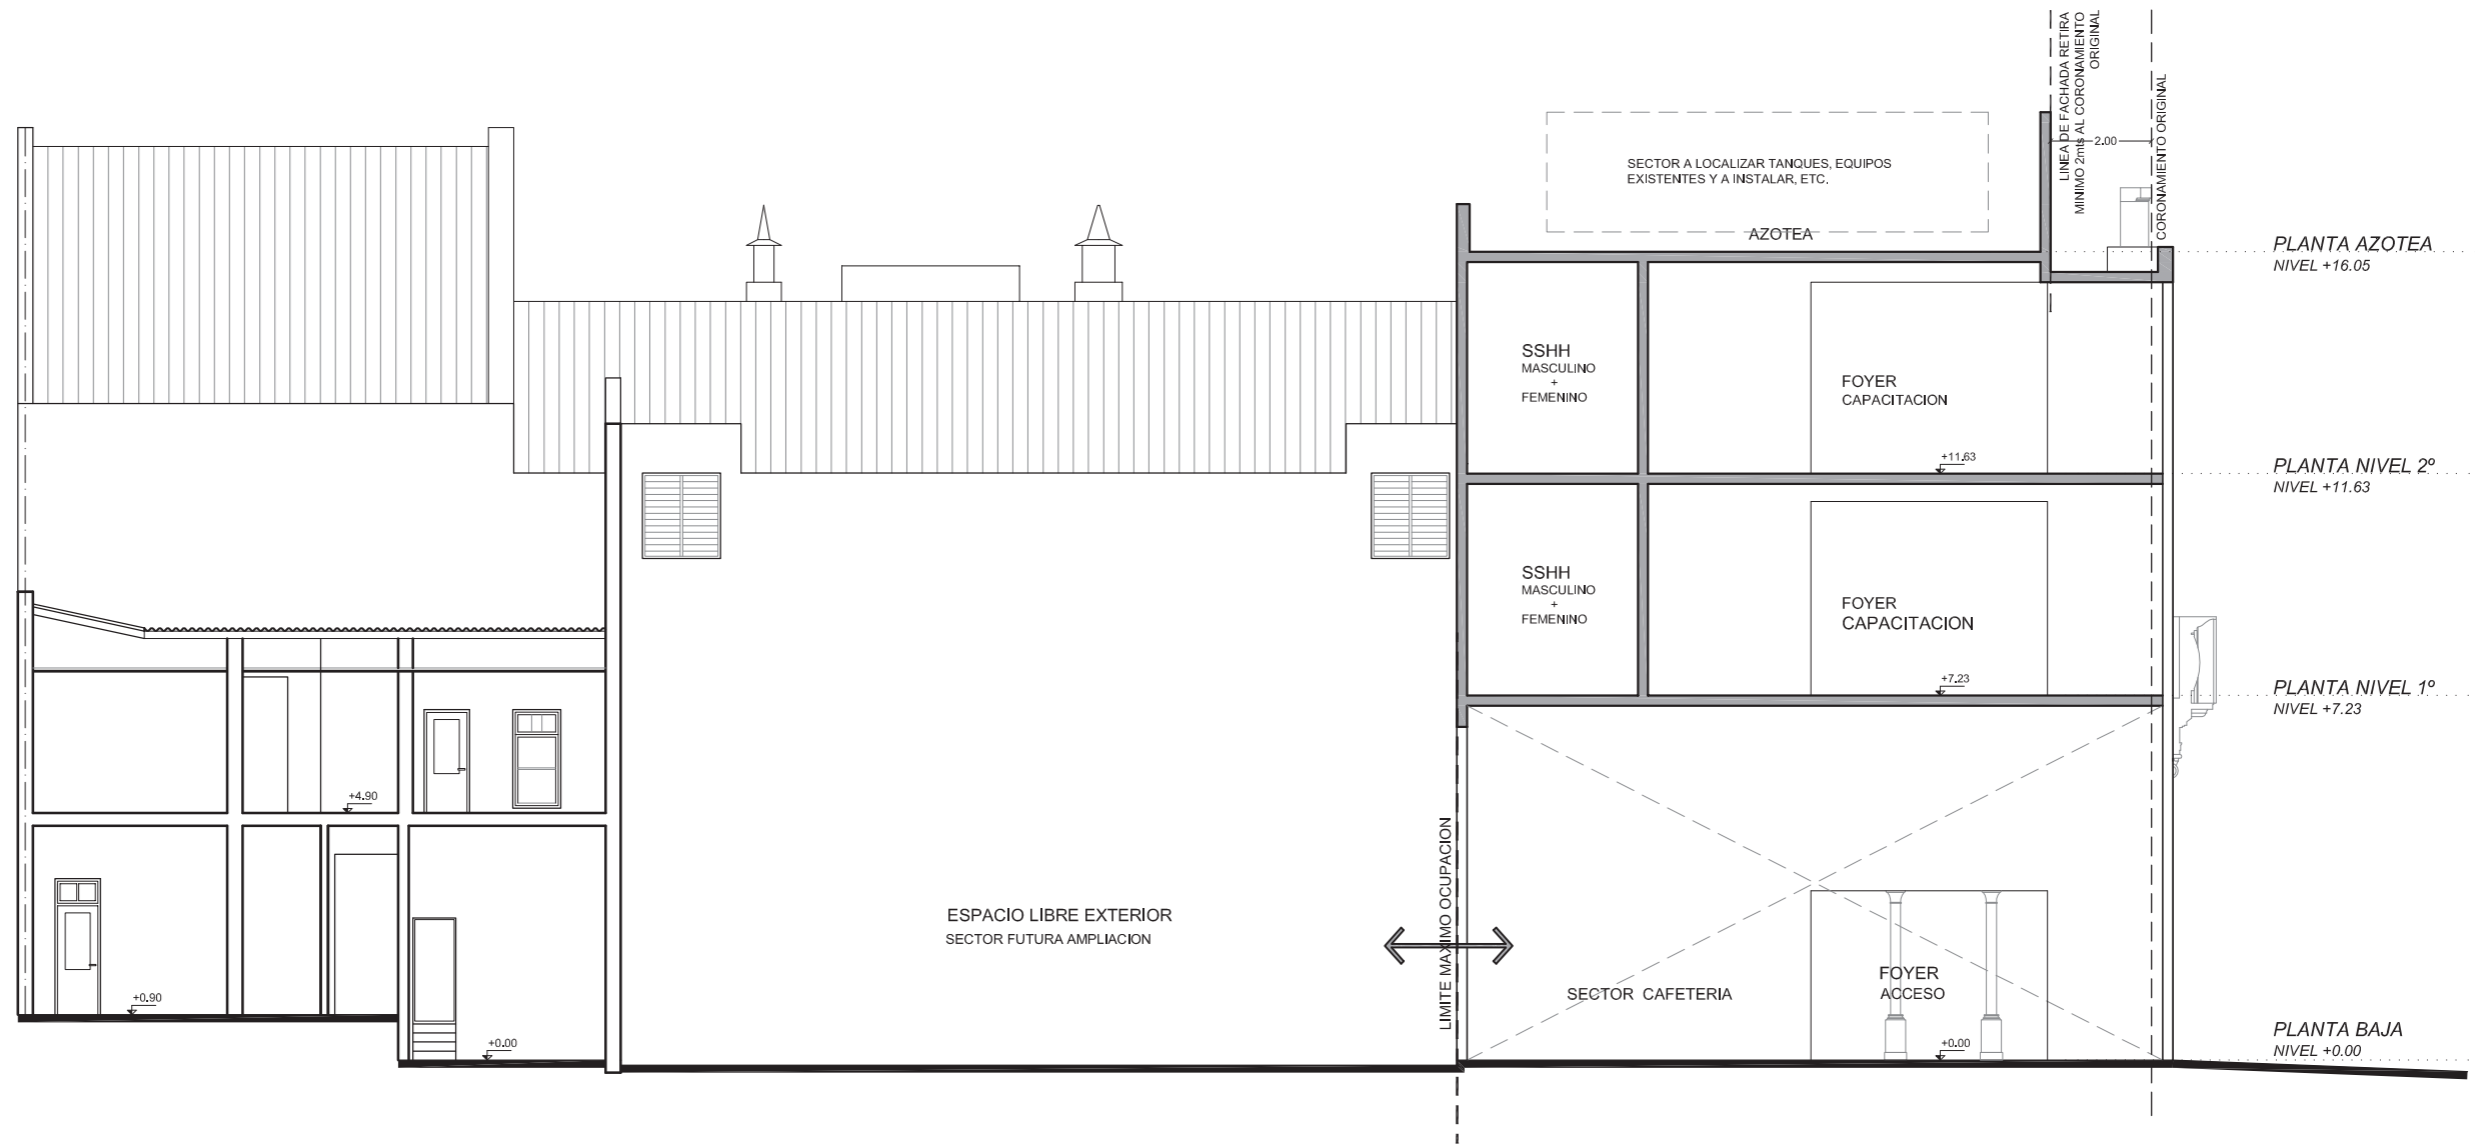 LINEA DE FACHADA RETIRA
MINIMO 2mts AL CORONAMIENTO
ORIGINAL
CORONAMIENTO ORIGINAL
2.00
SECTOR A LOCALIZAR TANQUES, EQUIPOS
EXISTENTES Y A INSTALAR, ETC.
AZOTEA
PLANTA AZOTEA
NIVEL +16.05
SSHH
MASCULINO
+
FEMENINO
FOYER
CAPACITACION
+11.63
PLANTA NIVEL 2º
NIVEL +11.63
SSHH
MASCULINO
+
FEMENINO
FOYER
CAPACITACION
+7.23
PLANTA NIVEL 1º
NIVEL +7.23
+4.90
LIMITE MAXIMO OCUPACION
ESPACIO LIBRE EXTERIOR
SECTOR FUTURA AMPLIACION
SECTOR CAFETERIA
FOYER
ACCESO
+0.90
+0.00
+0.00
PLANTA BAJA
NIVEL +0.00